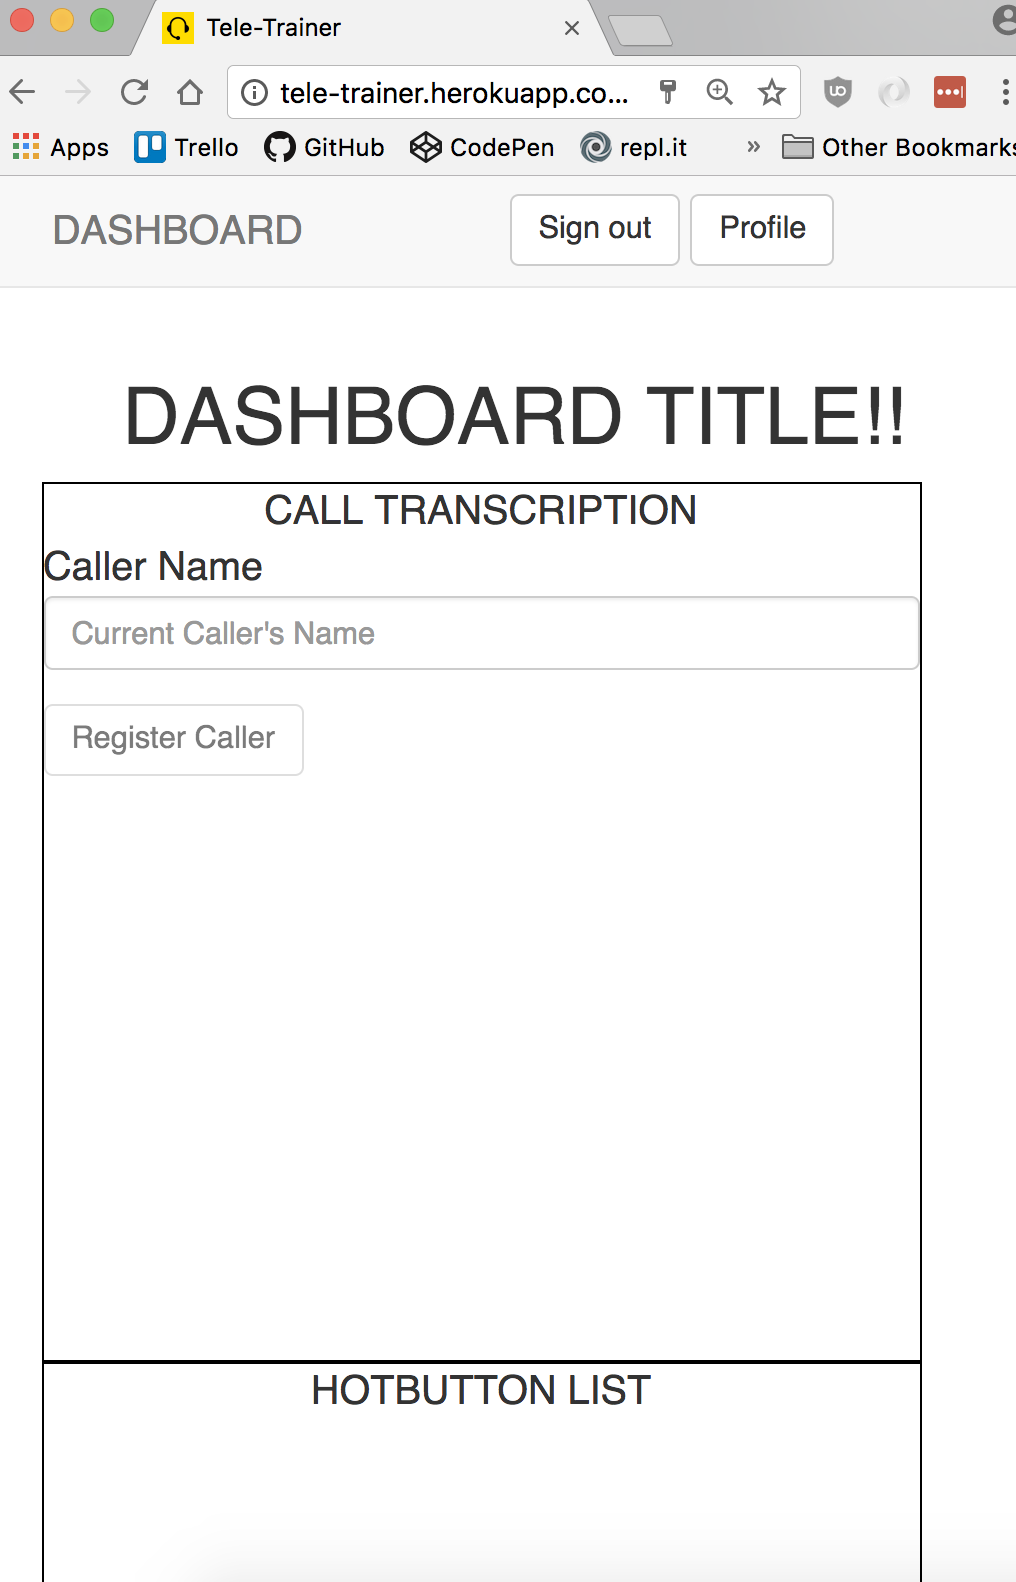 Tele-Trainer
tele-trainer.herokuapp.co...
Apps Trello GitHub CodePen repl.it » Other Bookmarks
DASHBOARD Sign out Profile
DASHBOARD TITLE!!
CALL TRANSCRIPTION
Caller Name
Current Caller's Name
Register Caller
HOTBUTTON LIST